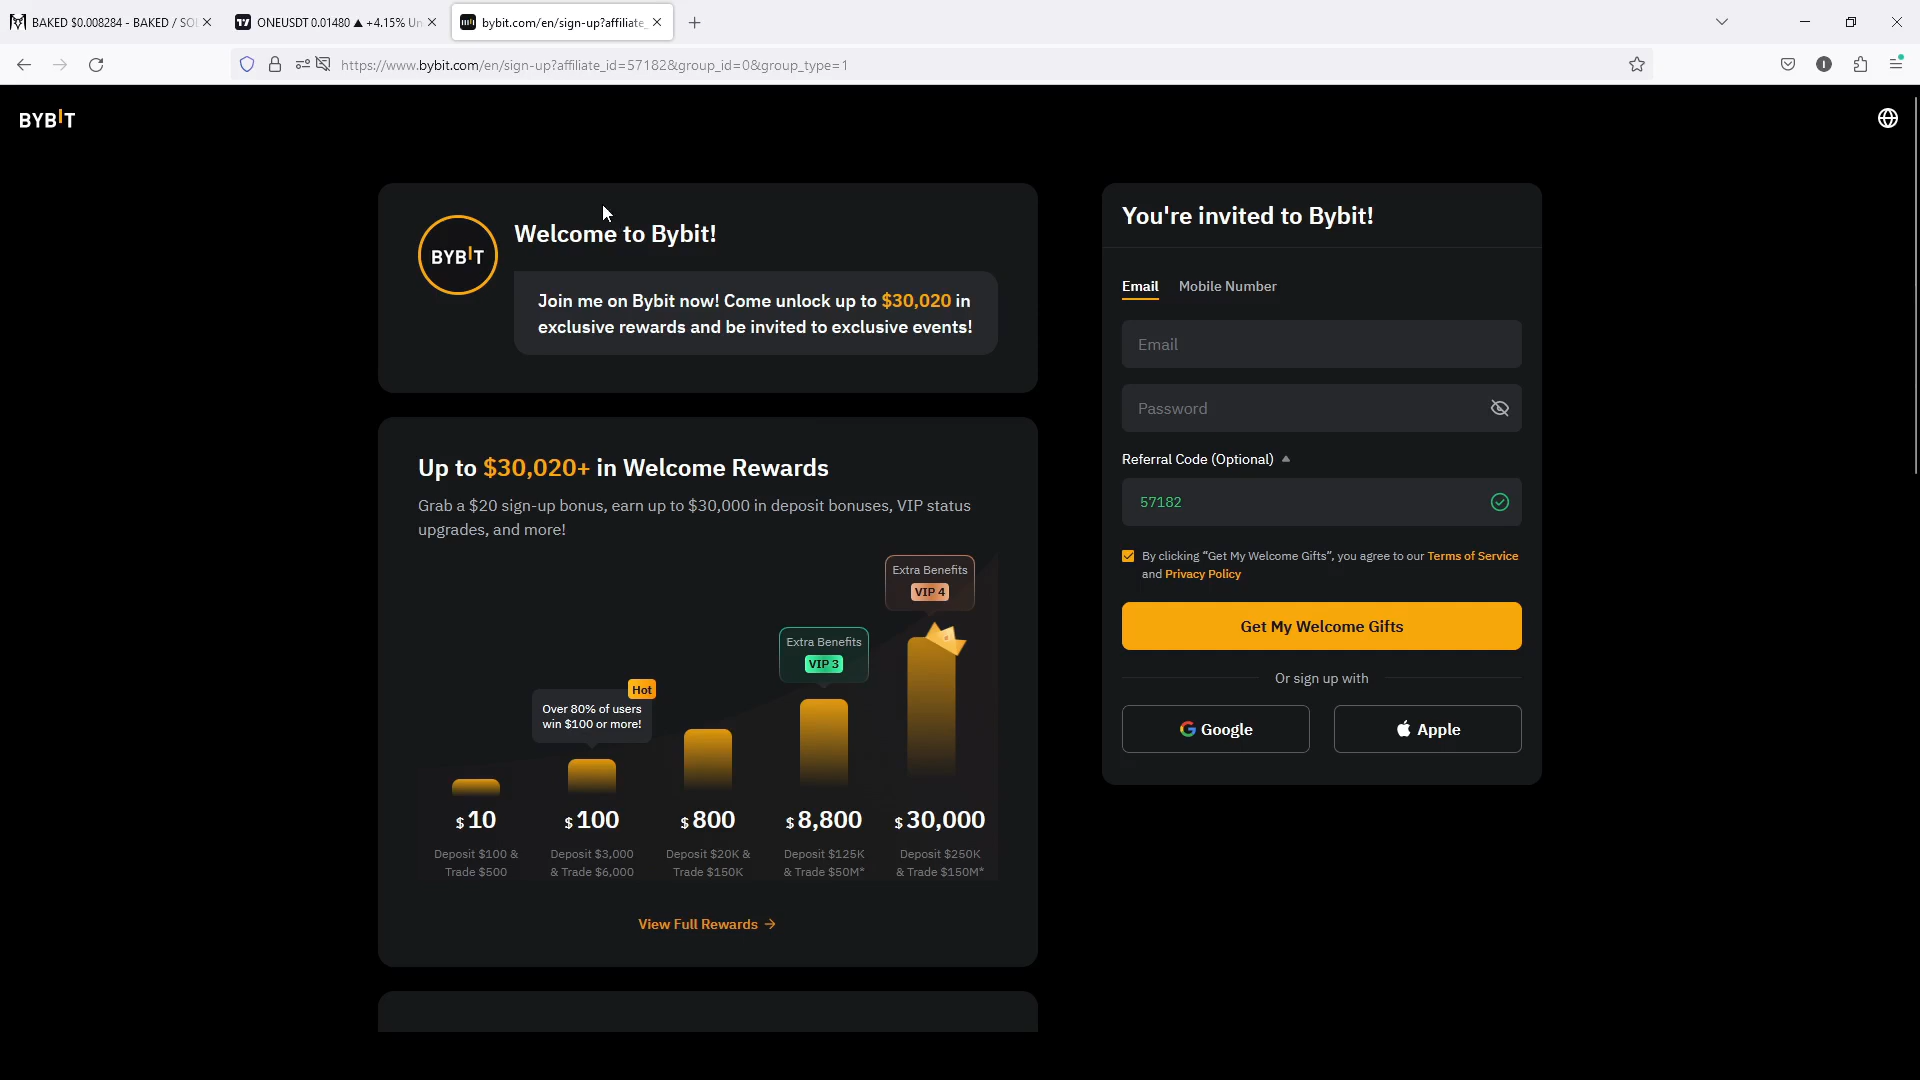 BAKED $0.008284 - BAKED / SOL
ONEUSDT 0.01480 ▲ +4.15% Un
bybit.com/en/sign-up?affiliate_
https://www.bybit.com/en/sign-up?affiliate_id=57182&group_id=0&group_type=1
BYBIT
BYBIT
Welcome to Bybit!
Join me on Bybit now! Come unlock up to $30,020 in
exclusive rewards and be invited to exclusive events!
Up to $30,020+ in Welcome Rewards
Grab a $20 sign-up bonus, earn up to $30,000 in deposit bonuses, VIP status
upgrades, and more!
Extra Benefits
VIP 4
Extra Benefits
VIP 3
Hot
Over 80% of users
win $100 or more!
$10
$100
$800
$8,800
$30,000
Deposit $100 &
Trade $500
Deposit $3,000
& Trade $6,000
Deposit $20K &
Trade $150K
Deposit $125K
& Trade $50M*
Deposit $250K
& Trade $150M*
View Full Rewards →
You're invited to Bybit!
Email
Mobile Number
Email
Password
Referral Code (Optional)
57182
By clicking “Get My Welcome Gifts”, you agree to our Terms of Service
and Privacy Policy
Get My Welcome Gifts
Or sign up with
Google
Apple